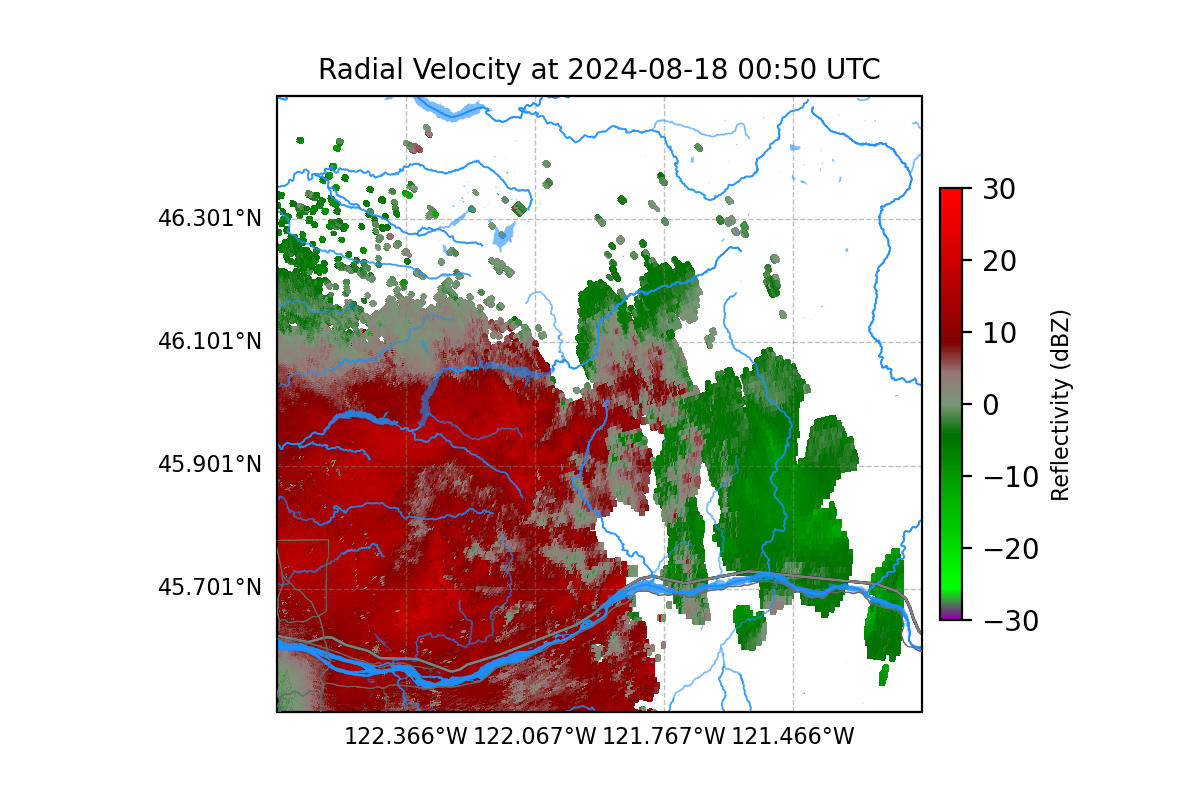 Radial Velocity at 2024-08-18 00:50 UTC
46.301°N
46.101°N
45.901°N
45.701°N
122.366°W 122.067°W 121.767°W 121.466°W
30
20
10
0
−10
−20
−30
Reflectivity (dBZ)